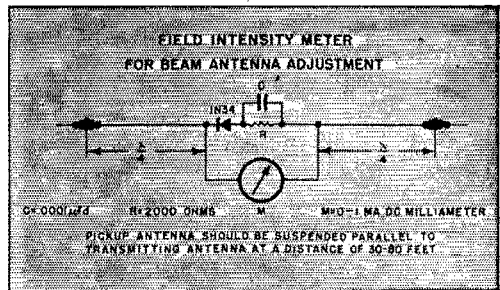 FIELD INTENSITY METER
FOR BEAM ANTENNA ADJUSTMENT
C
1N34
R
λ/4 λ/4
C=.0001µfd R=2000 OHMS M M=0-1 MA DC MILLIAMETER
PICKUP ANTENNA SHOULD BE SUSPENDED PARALLEL TO
TRANSMITTING ANTENNA AT A DISTANCE OF 30-80 FEET